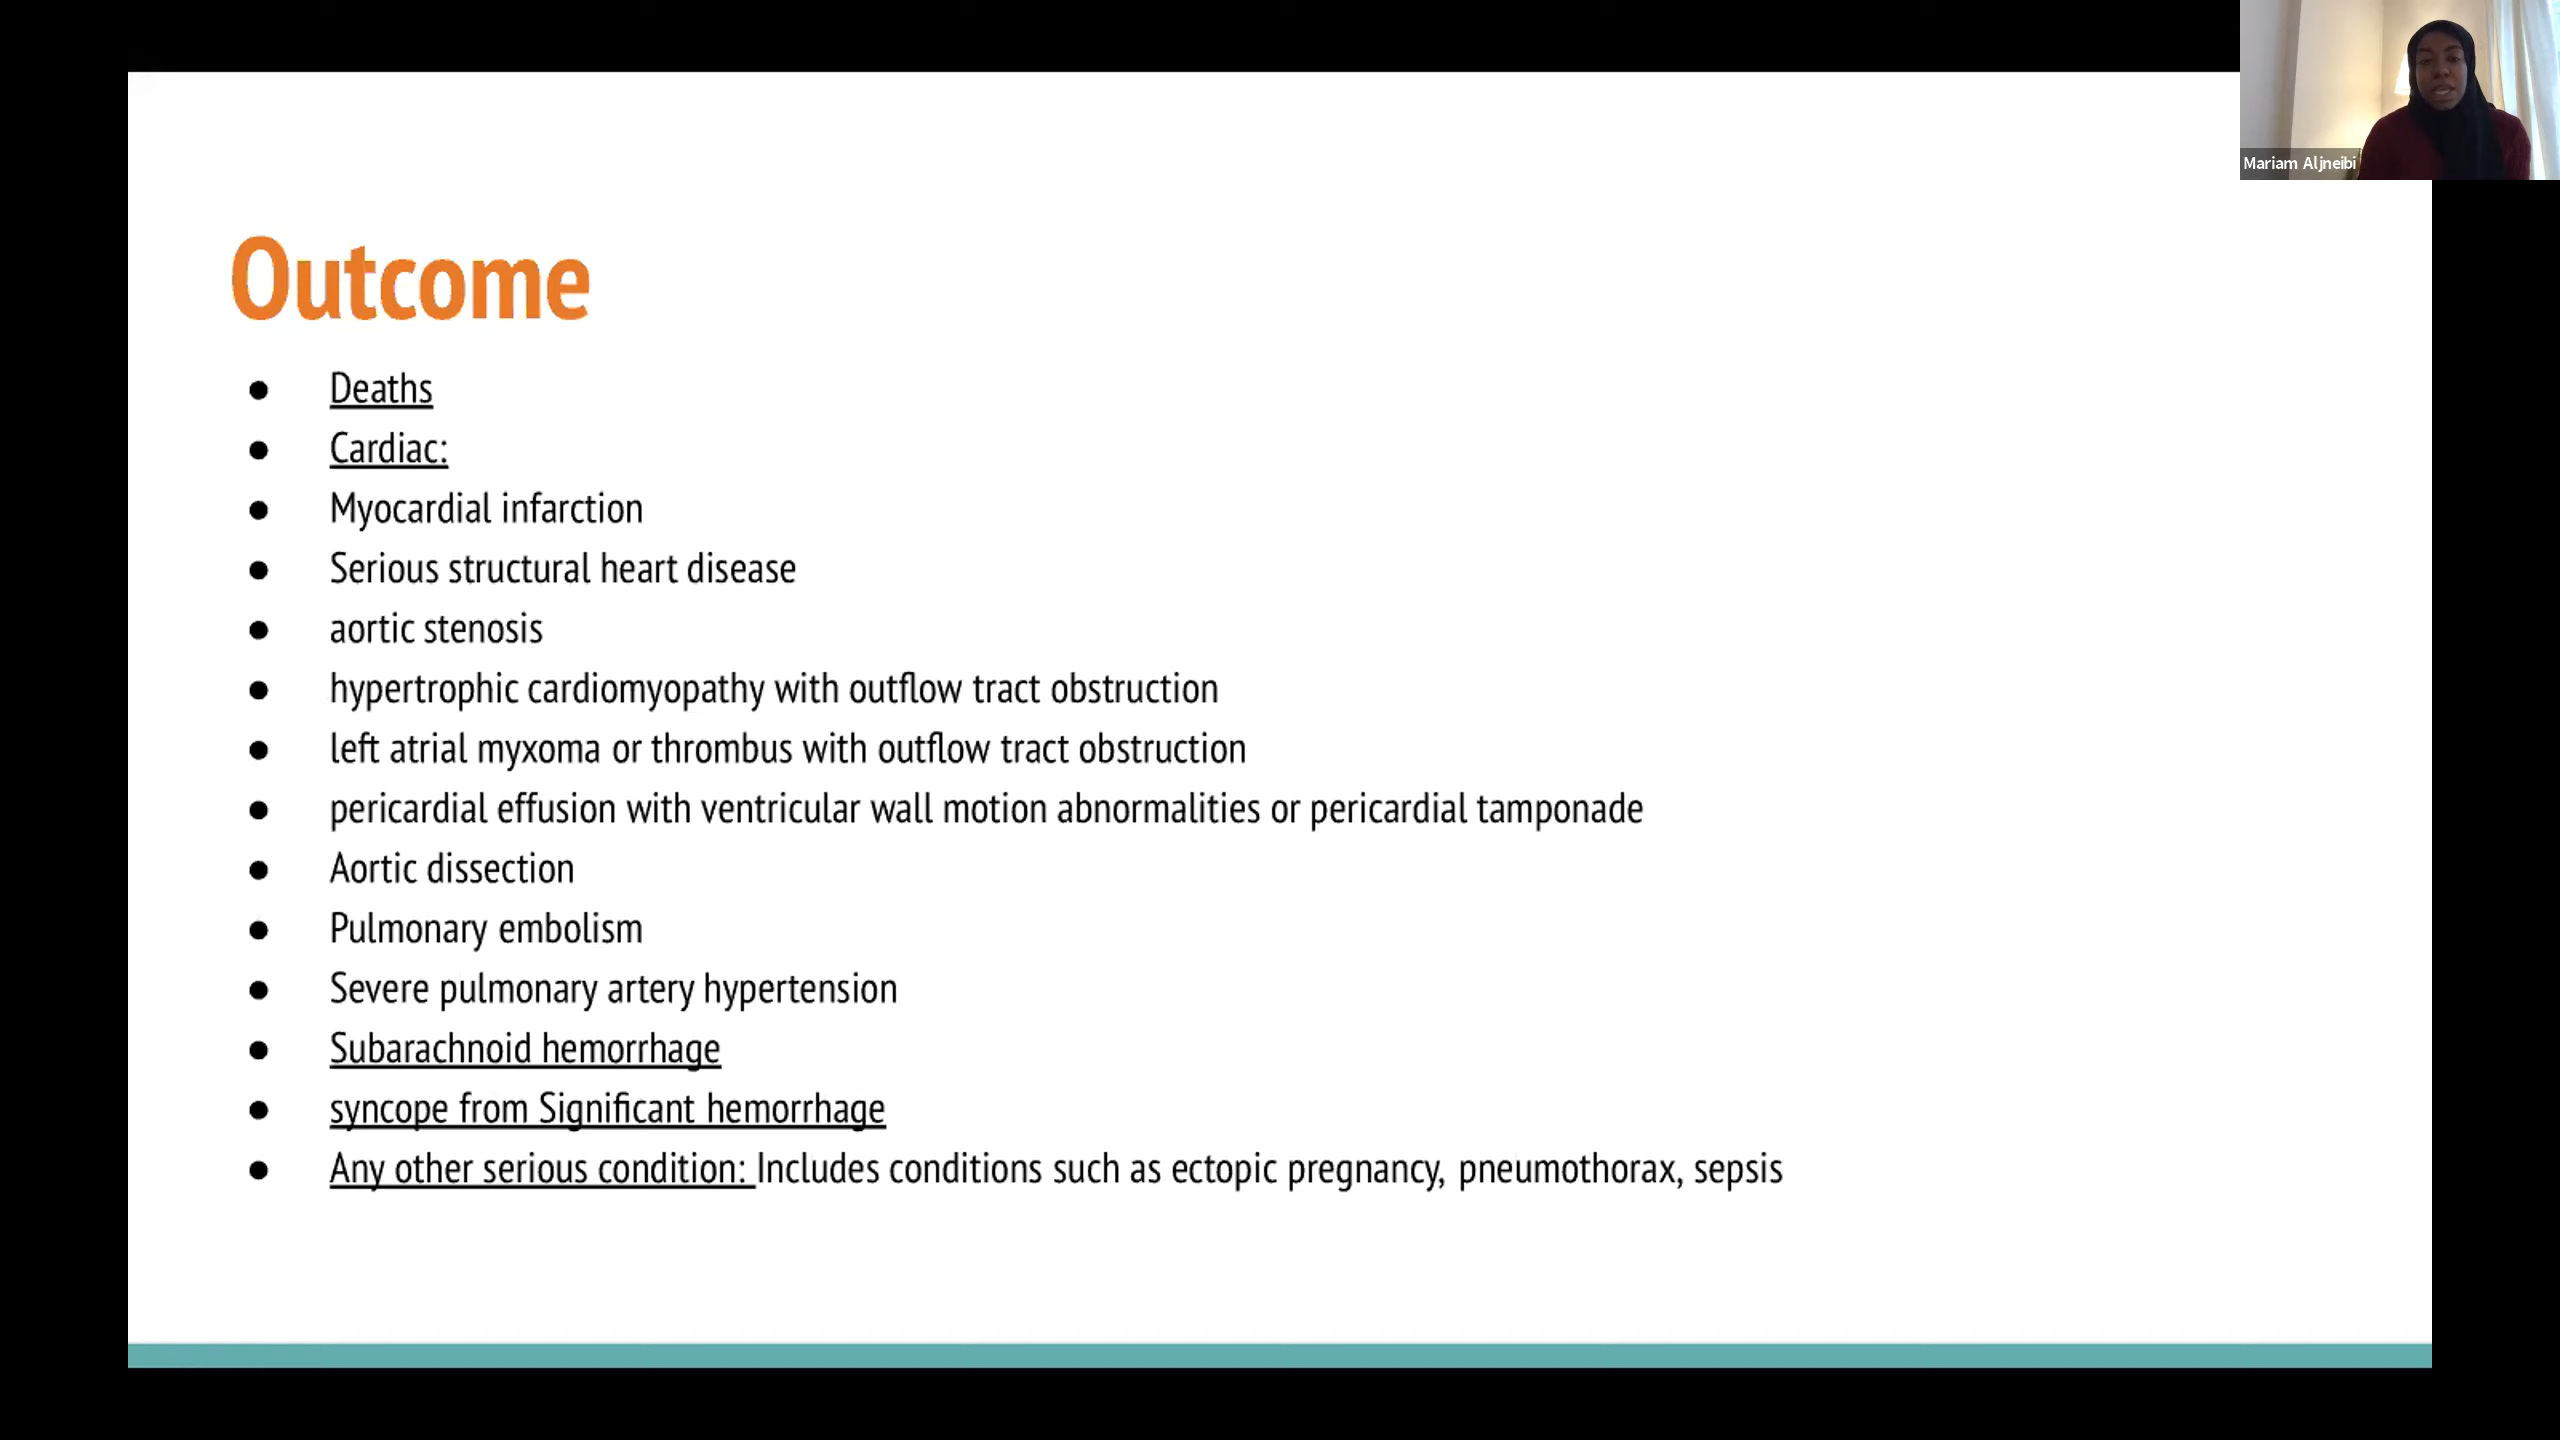 Mariam Aljneibi
Outcome
● Deaths
● Cardiac:
● Myocardial infarction
● Serious structural heart disease
● aortic stenosis
● hypertrophic cardiomyopathy with outflow tract obstruction
● left atrial myxoma or thrombus with outflow tract obstruction
● pericardial effusion with ventricular wall motion abnormalities or pericardial tamponade
● Aortic dissection
● Pulmonary embolism
● Severe pulmonary artery hypertension
● Subarachnoid hemorrhage
● syncope from Significant hemorrhage
● Any other serious condition: Includes conditions such as ectopic pregnancy, pneumothorax, sepsis